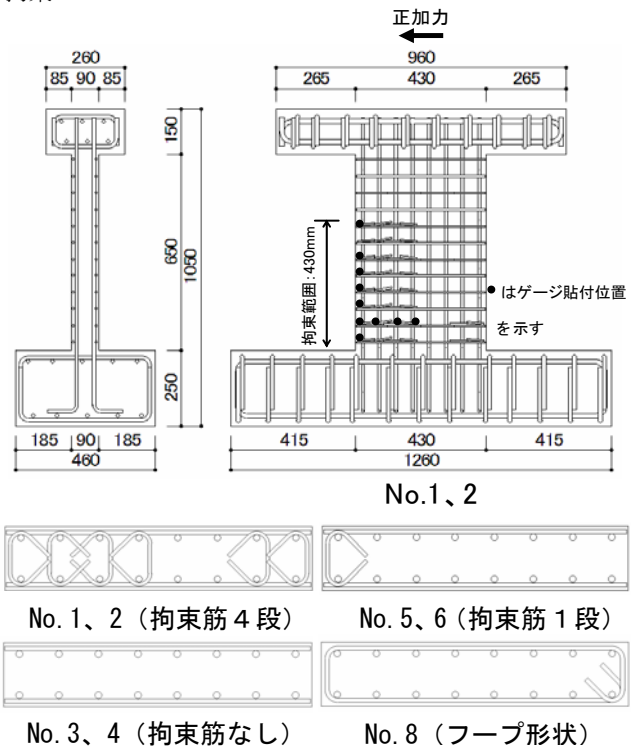 正加力
260
85 90 85
960
265 430 265
150
650
1050
250
拘束範囲:430mm
● はゲージ貼付位置
を示す
185 90 185
460
415 430 415
1260
No.1、2
No.1、2(拘束筋4段)
No.5、6(拘束筋1段)
No.3、4(拘束筋なし)
No.8(フープ形状)